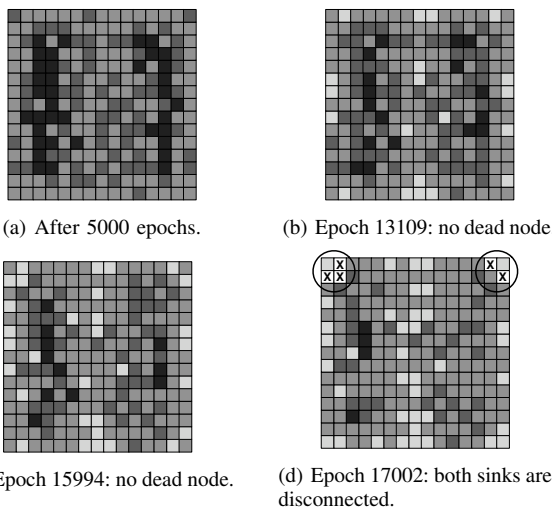 (a) After 5000 epochs.
(b) Epoch 13109: no dead node
Epoch 15994: no dead node.
X X
X X X
(d) Epoch 17002: both sinks are
disconnected.